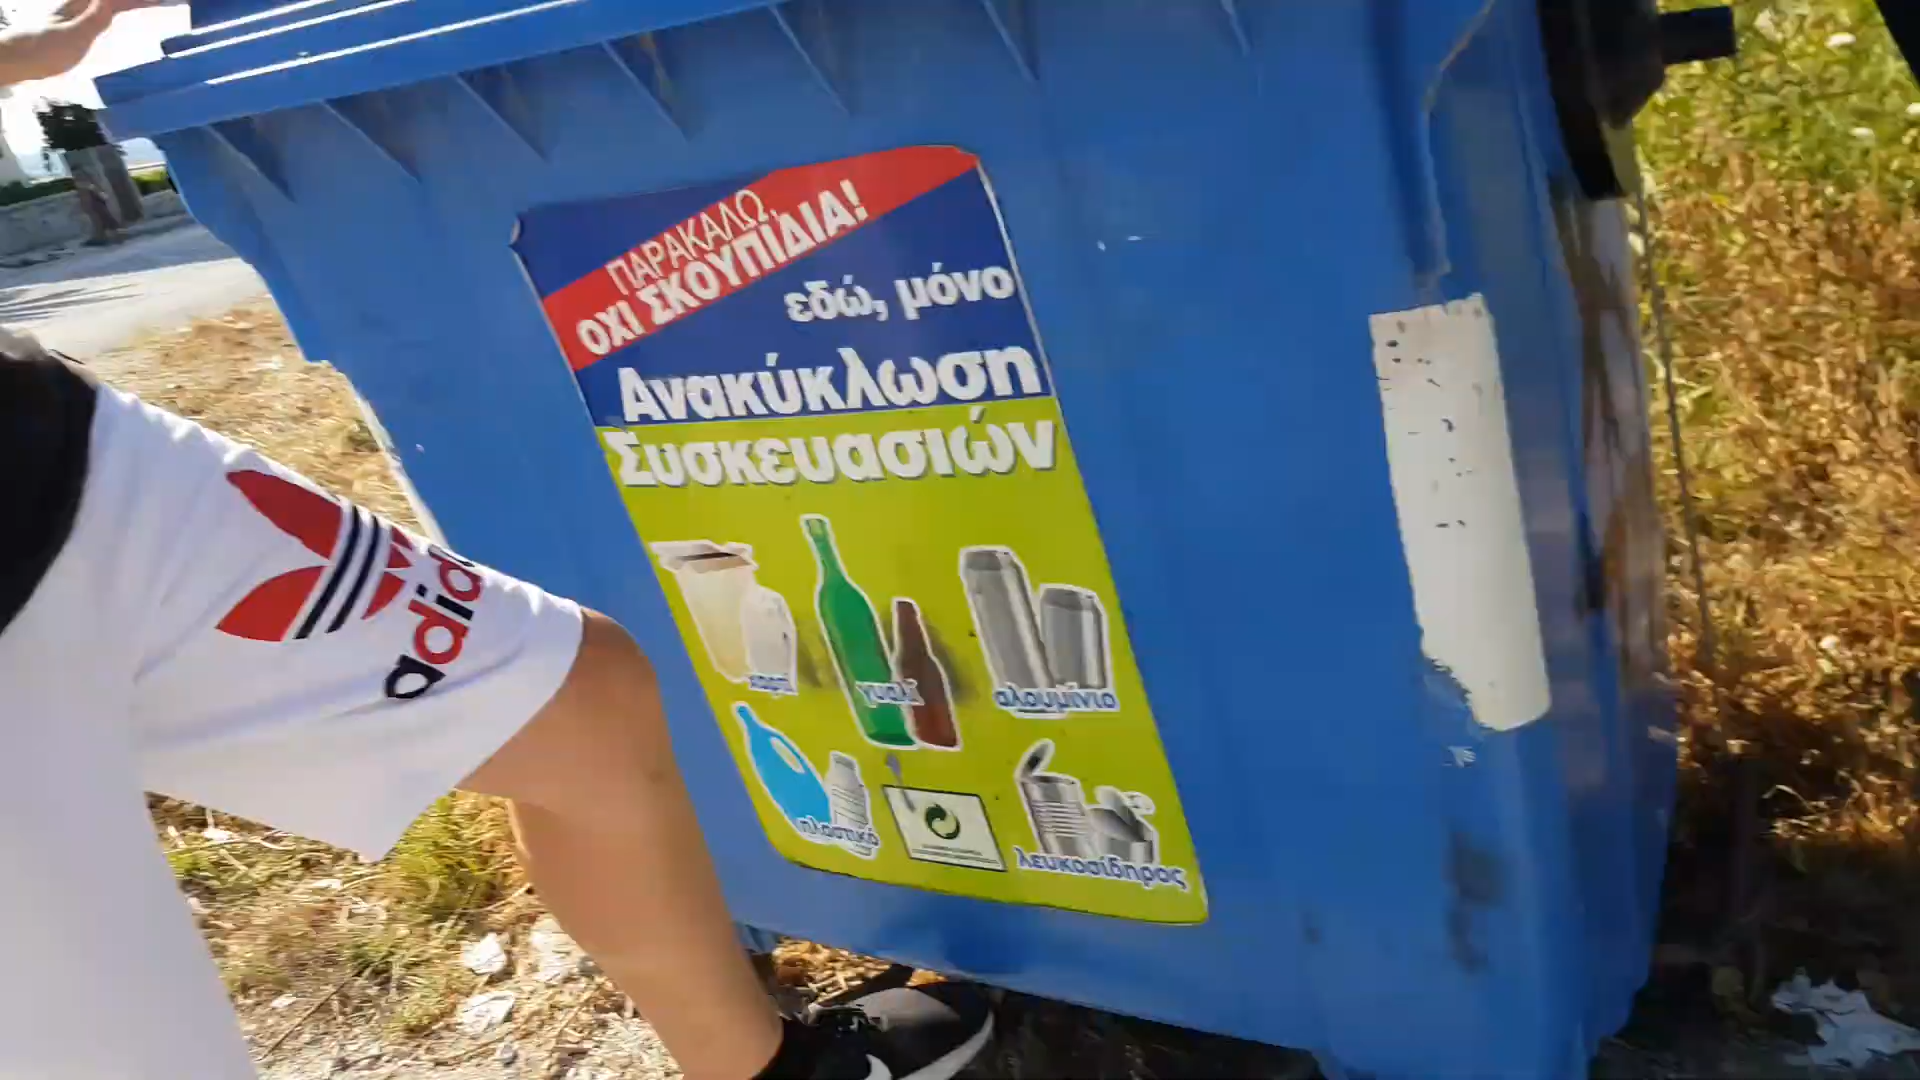 ΠΑΡΑΚΑΛΩ,
ΟΧΙ ΣΚΟΥΠΙΔΙΑ!
εδώ, μόνο
Ανακύκλωση
Συσκευασιών
χαρτί
γυαλί
αλουμίνιο
πλαστικό
λευκοσίδηρος
adidas